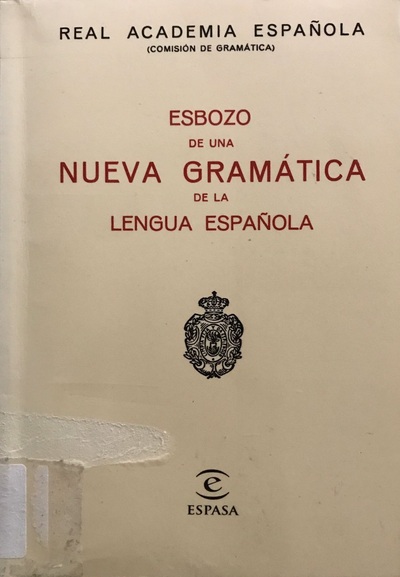 REAL ACADEMIA ESPAÑOLA
(COMISIÓN DE GRAMÁTICA)
ESBOZO
DE UNA
NUEVA GRAMÁTICA
DE LA
LENGUA ESPAÑOLA
e
ESPASA